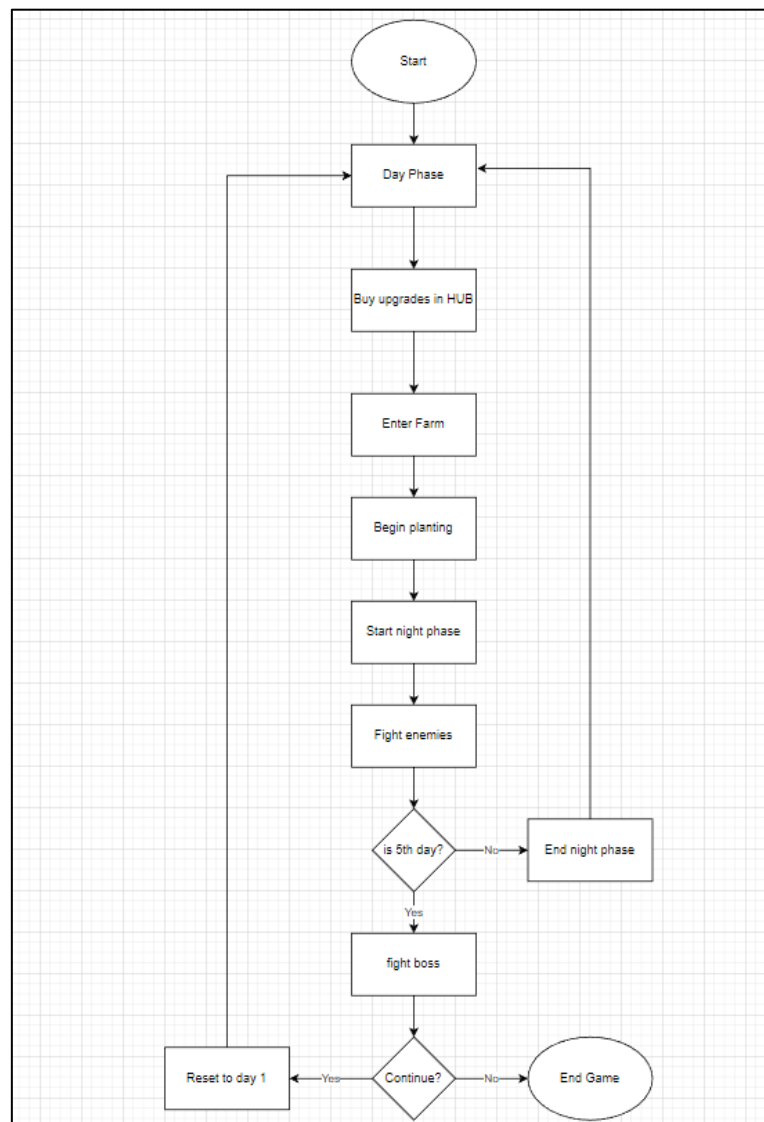 Start
Day Phase
Buy upgrades in HUB
Enter Farm
Begin planting
Start night phase
Fight enemies
is 5th day?
No
End night phase
Yes
fight boss
Reset to day 1
Yes
Continue?
No
End Game